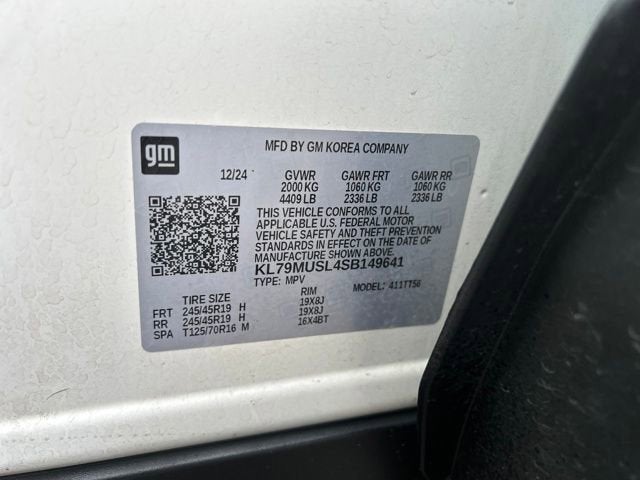 gm
MFD BY GM KOREA COMPANY
12/24 GVWR GAWR FRT GAWR RR
2000 KG 1060 KG 1060 KG
4409 LB 2336 LB 2336 LB
THIS VEHICLE CONFORMS TO ALL
APPLICABLE U.S. FEDERAL MOTOR
VEHICLE SAFETY AND THEFT PREVENTION
STANDARDS IN EFFECT ON THE DATE OF
MANUFACTURE SHOWN ABOVE.
KL79MUSL4SB149641
TYPE: MPV MODEL: 411TT56
TIRE SIZE RIM
FRT 245/45R19 H 19X8J
RR 245/45R19 H 19X8J
SPA T125/70R16 M 16X4BT